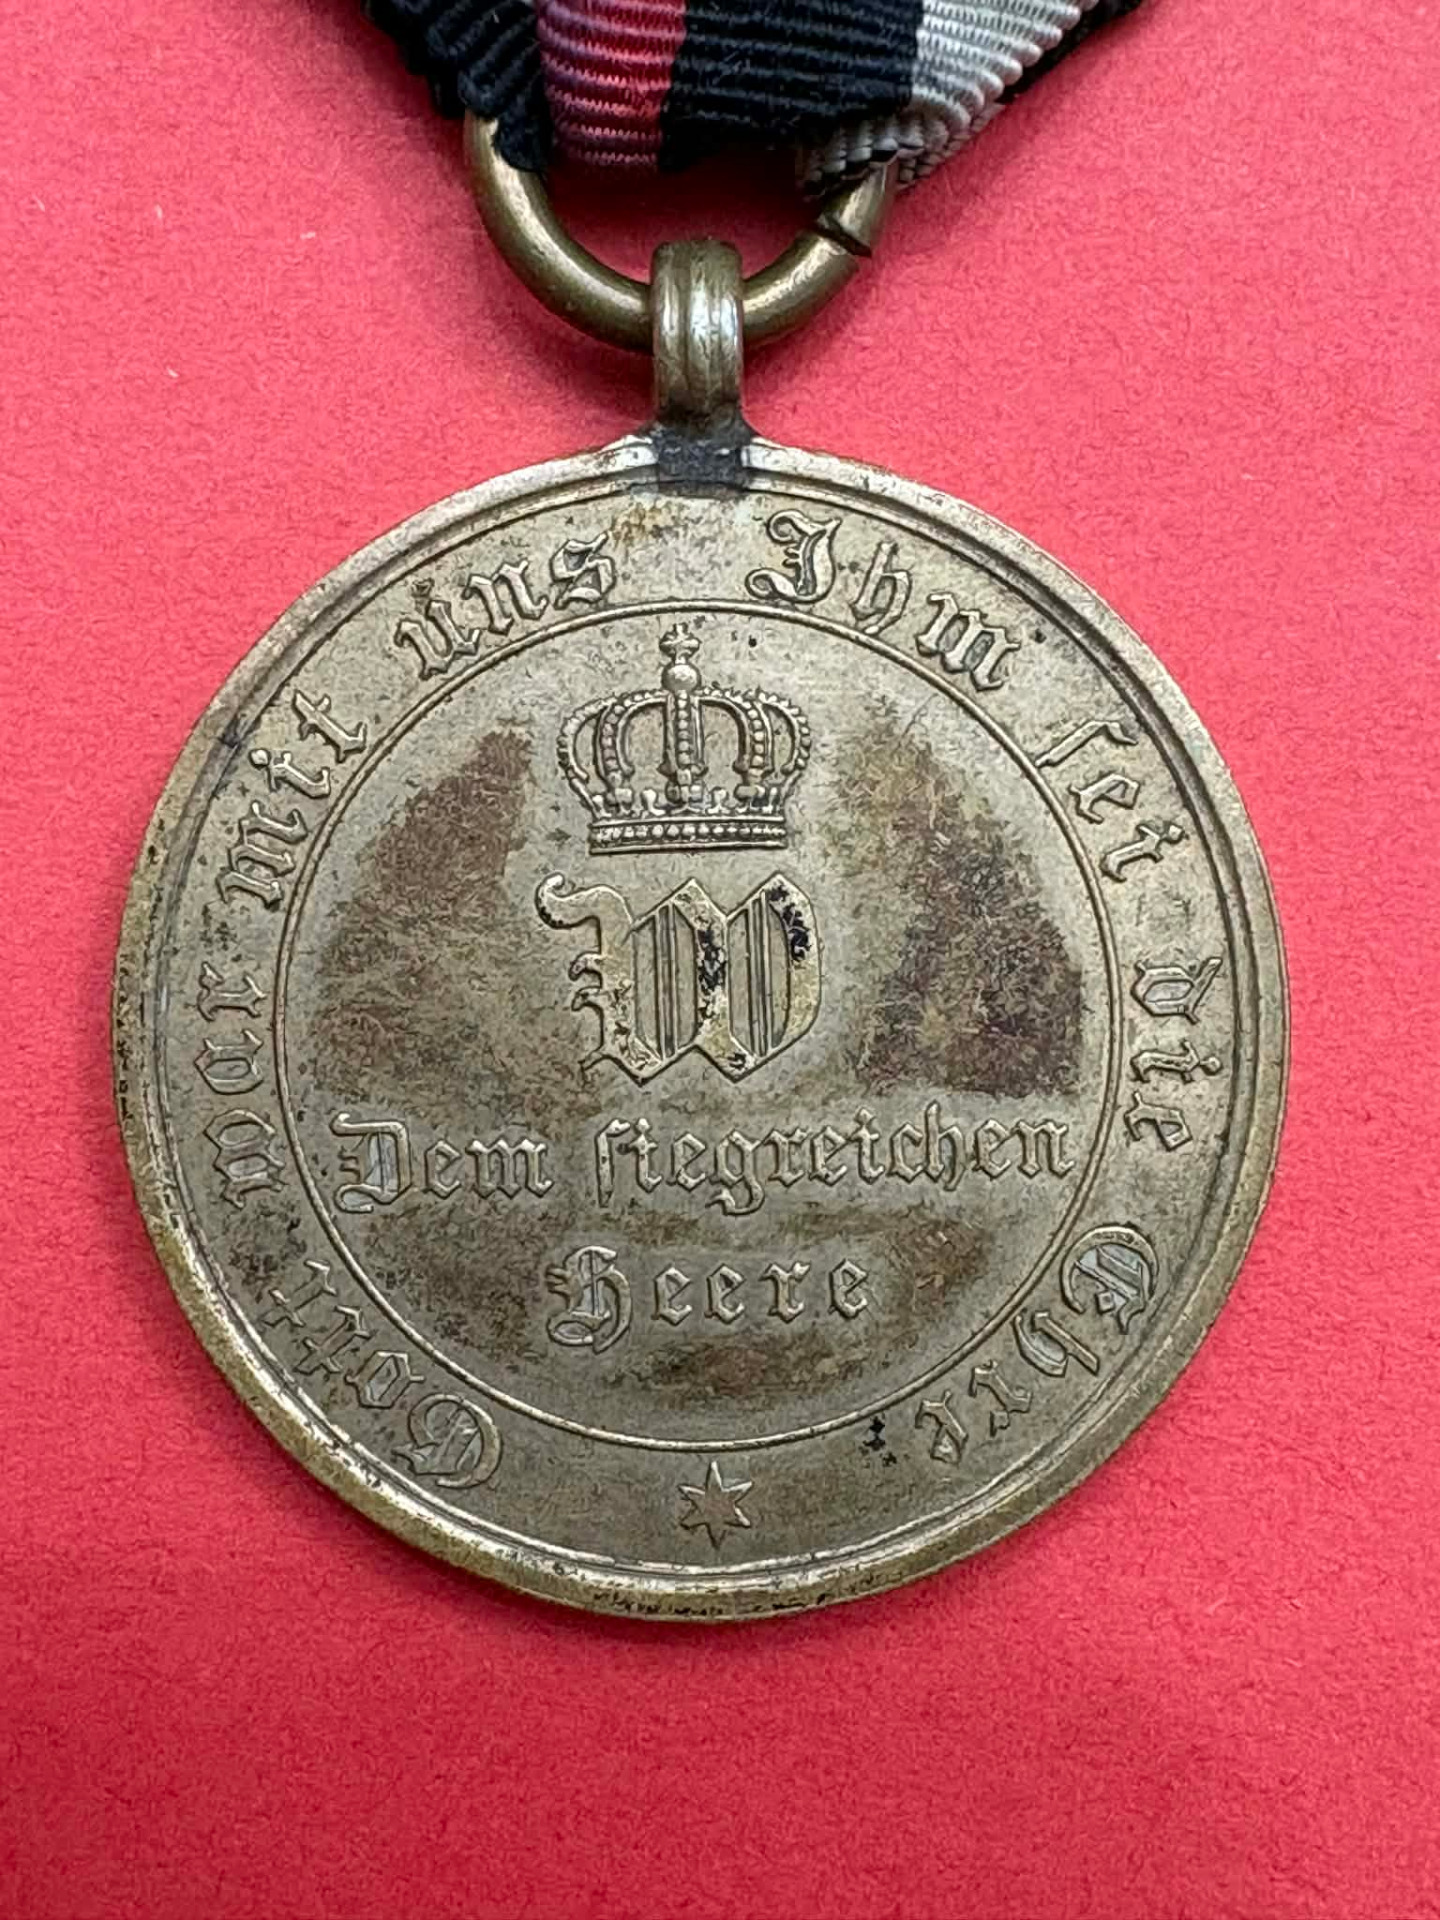 Gott war mit uns Ihm sei die Ehre
W
Dem siegreichen
Heere